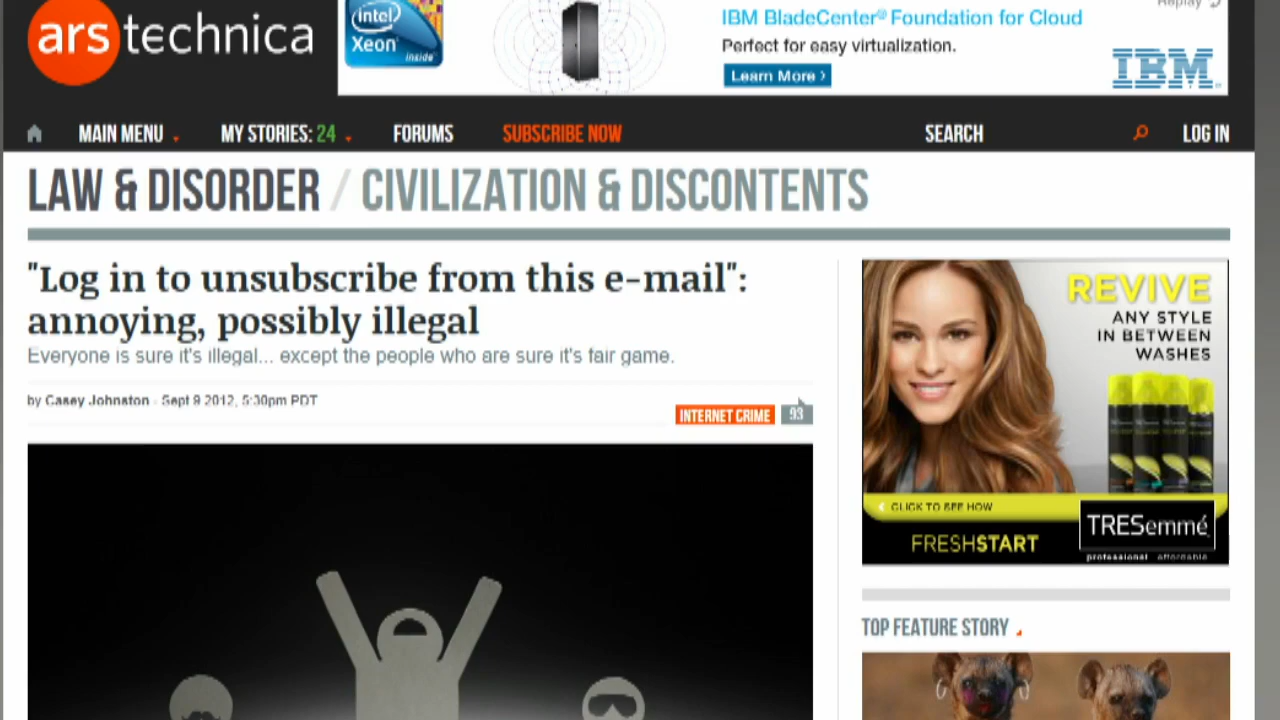 ars technica
intel
Xeon
inside
IBM BladeCenter® Foundation for Cloud
Perfect for easy virtualization.
Learn More ›
Replay
IBM
MAIN MENU
MY STORIES: 24
FORUMS
SUBSCRIBE NOW
SEARCH
LOG IN
LAW & DISORDER / CIVILIZATION & DISCONTENTS
"Log in to unsubscribe from this e-mail":
annoying, possibly illegal
Everyone is sure it's illegal... except the people who are sure it's fair game.
by Casey Johnston - Sept 9 2012, 5:30pm PDT
INTERNET CRIME
93
REVIVE
ANY STYLE
IN BETWEEN
WASHES
CLICK TO SEE HOW
FRESHSTART
TRESemmé
professional affordable
TOP FEATURE STORY